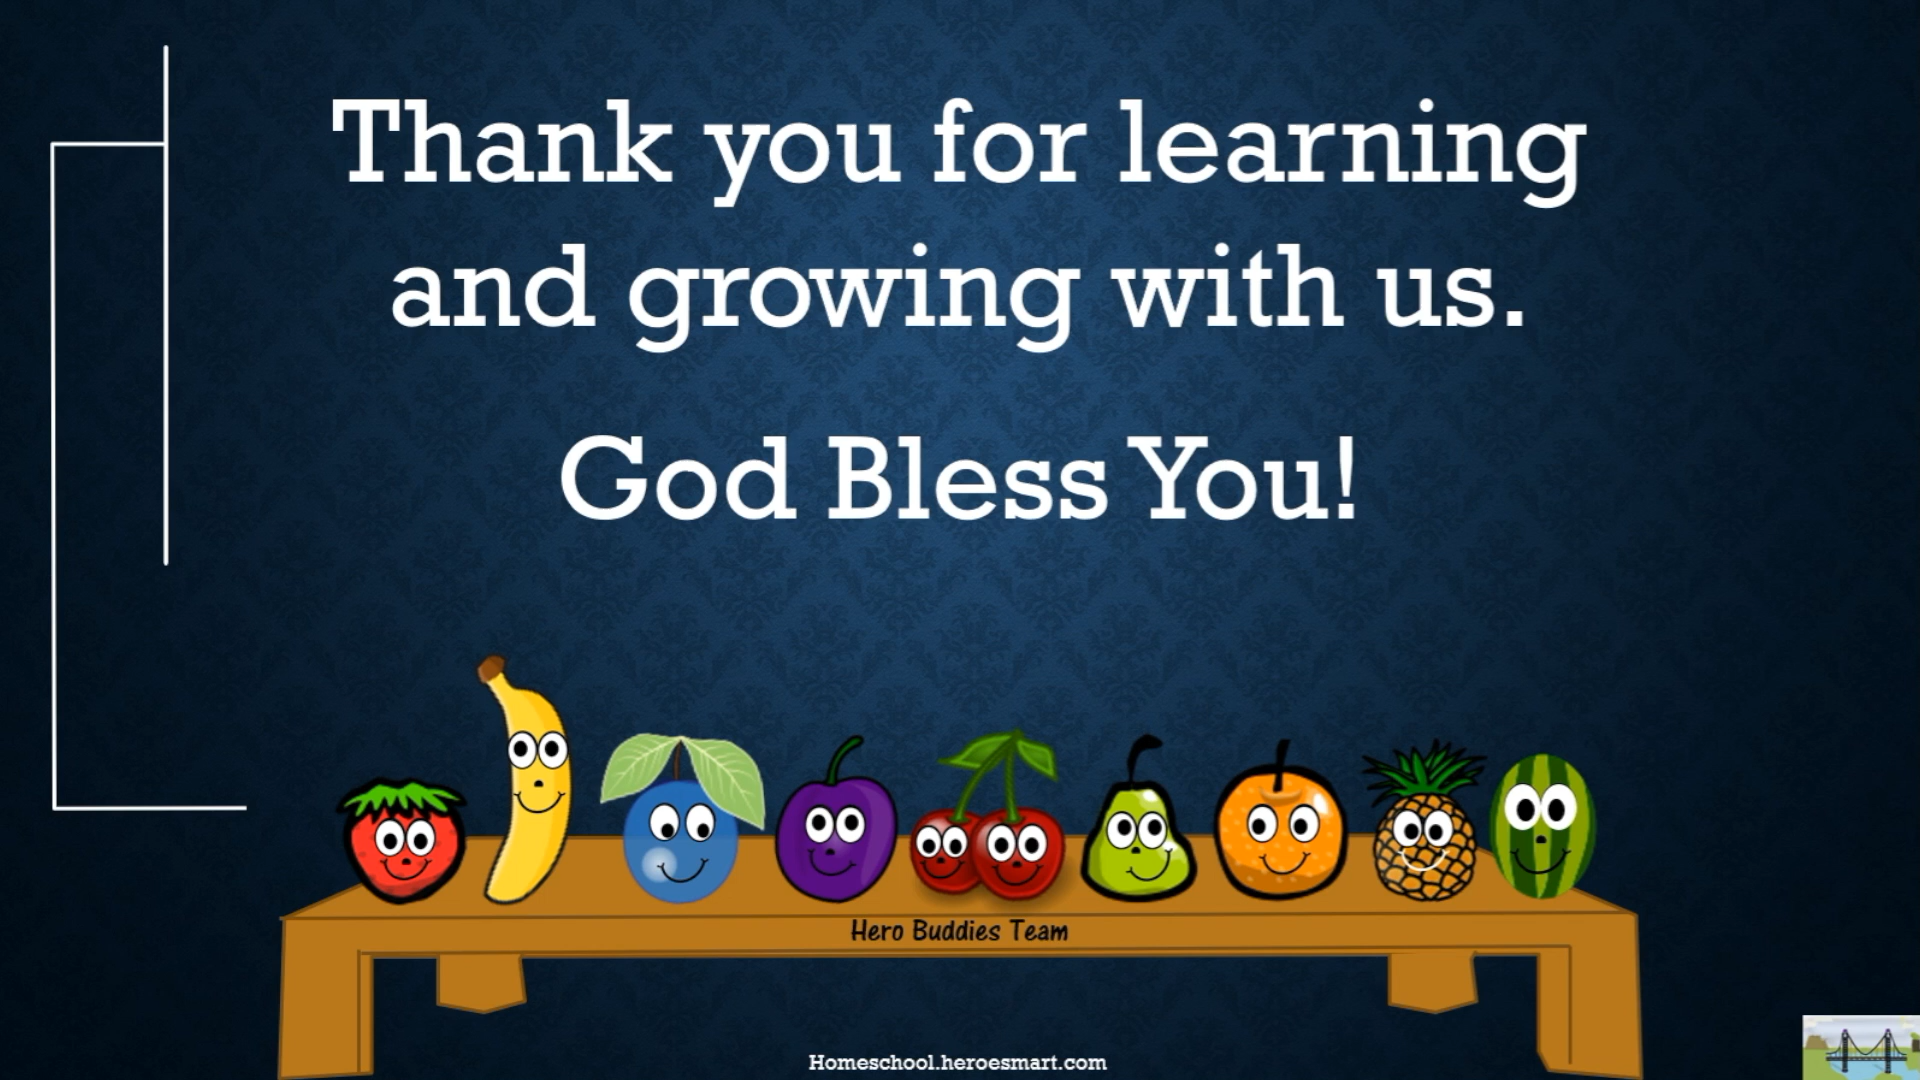 Thank you for learning
and growing with us.
God Bless You!
Hero Buddies Team
Homeschool.heroesmart.com